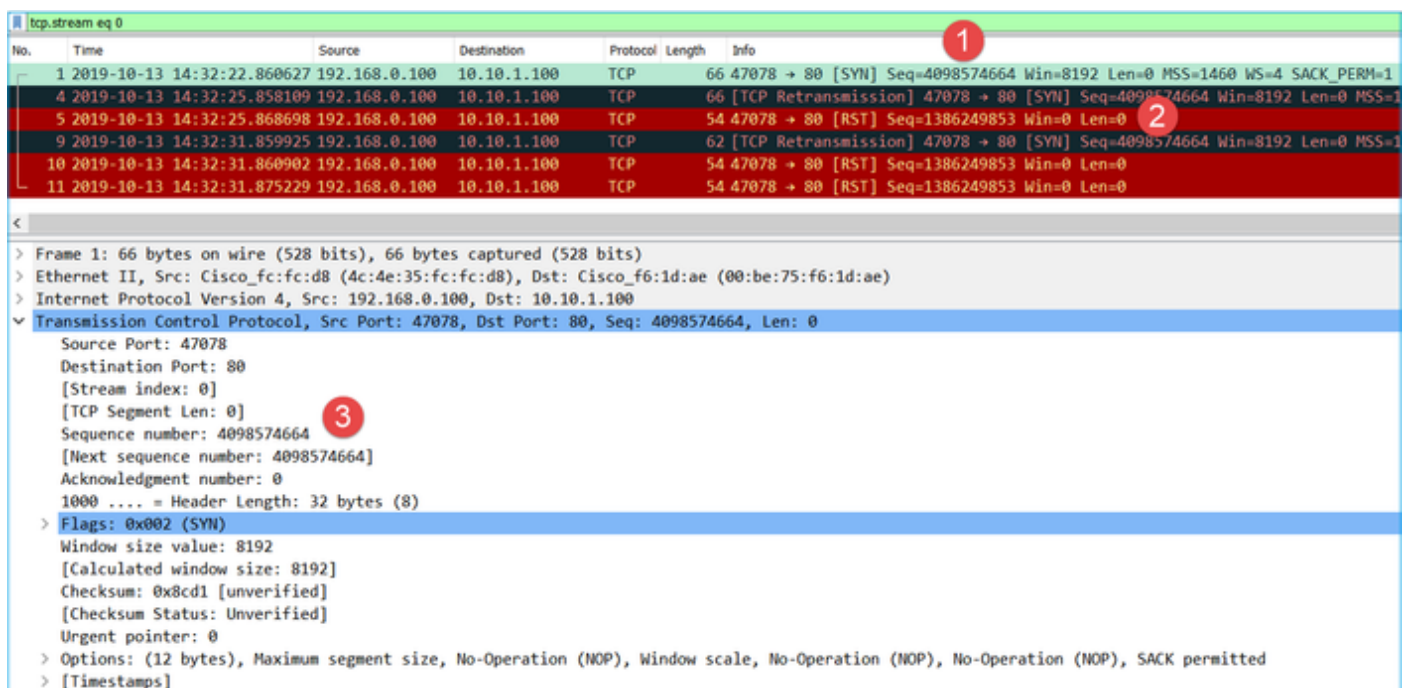 tcp.stream eq 0
No. Time Source Destination Protocol Length Info
1
1 2019-10-13 14:32:22.860627 192.168.0.100 10.10.1.100 TCP 66 47078 → 80 [SYN] Seq=4098574664 Win=8192 Len=0 MSS=1460 WS=4 SACK_PERM=1
4 2019-10-13 14:32:25.858109 192.168.0.100 10.10.1.100 TCP 66 [TCP Retransmission] 47078 → 80 [SYN] Seq=4098574664 Win=8192 Len=0 MSS=1
5 2019-10-13 14:32:25.868698 192.168.0.100 10.10.1.100 TCP 54 47078 → 80 [RST] Seq=1386249853 Win=0 Len=0
2
9 2019-10-13 14:32:31.859925 192.168.0.100 10.10.1.100 TCP 62 [TCP Retransmission] 47078 → 80 [SYN] Seq=4098574664 Win=8192 Len=0 MSS=1
10 2019-10-13 14:32:31.860902 192.168.0.100 10.10.1.100 TCP 54 47078 → 80 [RST] Seq=1386249853 Win=0 Len=0
11 2019-10-13 14:32:31.875229 192.168.0.100 10.10.1.100 TCP 54 47078 → 80 [RST] Seq=1386249853 Win=0 Len=0
Frame 1: 66 bytes on wire (528 bits), 66 bytes captured (528 bits)
Ethernet II, Src: Cisco_fc:fc:d8 (4c:4e:35:fc:fc:d8), Dst: Cisco_f6:1d:ae (00:be:75:f6:1d:ae)
Internet Protocol Version 4, Src: 192.168.0.100, Dst: 10.10.1.100
Transmission Control Protocol, Src Port: 47078, Dst Port: 80, Seq: 4098574664, Len: 0
Source Port: 47078
Destination Port: 80
[Stream index: 0]
[TCP Segment Len: 0]
3
Sequence number: 4098574664
[Next sequence number: 4098574664]
Acknowledgment number: 0
1000 .... = Header Length: 32 bytes (8)
Flags: 0x002 (SYN)
Window size value: 8192
[Calculated window size: 8192]
Checksum: 0x8cd1 [unverified]
[Checksum Status: Unverified]
Urgent pointer: 0
Options: (12 bytes), Maximum segment size, No-Operation (NOP), Window scale, No-Operation (NOP), No-Operation (NOP), SACK permitted
[Timestamps]